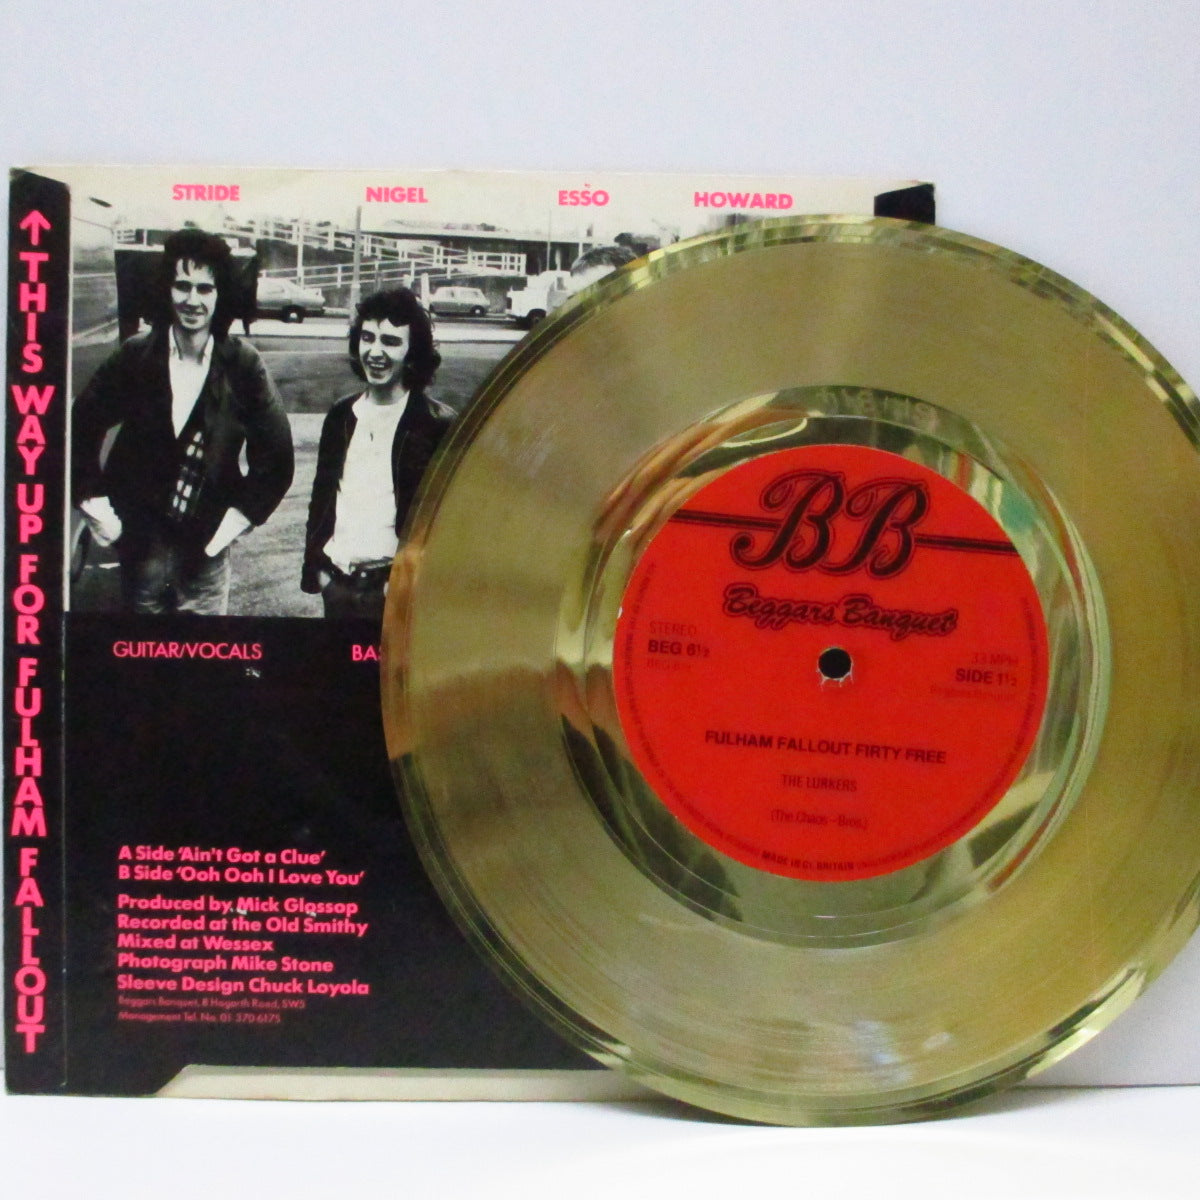 STRIDE NIGEL ESSO HOWARD
↑ THIS WAY UP FOR FULHAM FALLOUT
GUITAR/VOCALS
A Side 'Ain't Got a Clue'
B Side 'Ooh Ooh I Love You'
Produced by Mick Glossop
Recorded at the Old Smithy
Mixed at Wessex
Photograph Mike Stone
Sleeve Design Chuck Loyola
Beggars Banquet, 8 Hogarth Road, SW5
Management Tel. No. 01-370 6175
BB
Beggars Banquet
STEREO
BEG 6½
33 MPH
SIDE 1½
FULHAM FALLOUT FIRTY FREE
THE LURKERS
(The Chaos-Bros.)
MADE IN GT. BRITAIN